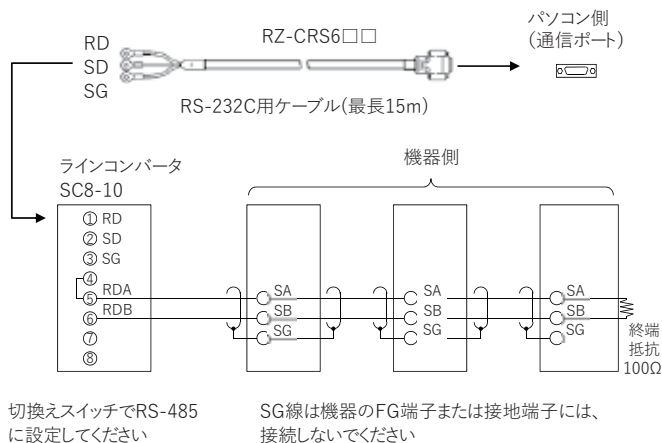 パソコン側
（通信ポート）
RZ-CRS6□□
RD
SD
SG
RS-232C用ケーブル(最長15m)
ラインコンバータ
SC8-10
機器側
① RD
② SD
③ SG
④
⑤ RDA
⑥ RDB
⑦
⑧
SA
SB
SG
SA
SB
SG
SA
SB
SG
終端
抵抗
100Ω
切換えスイッチでRS-485
に設定してください
SG線は機器のFG端子または接地端子には、
接続しないでください